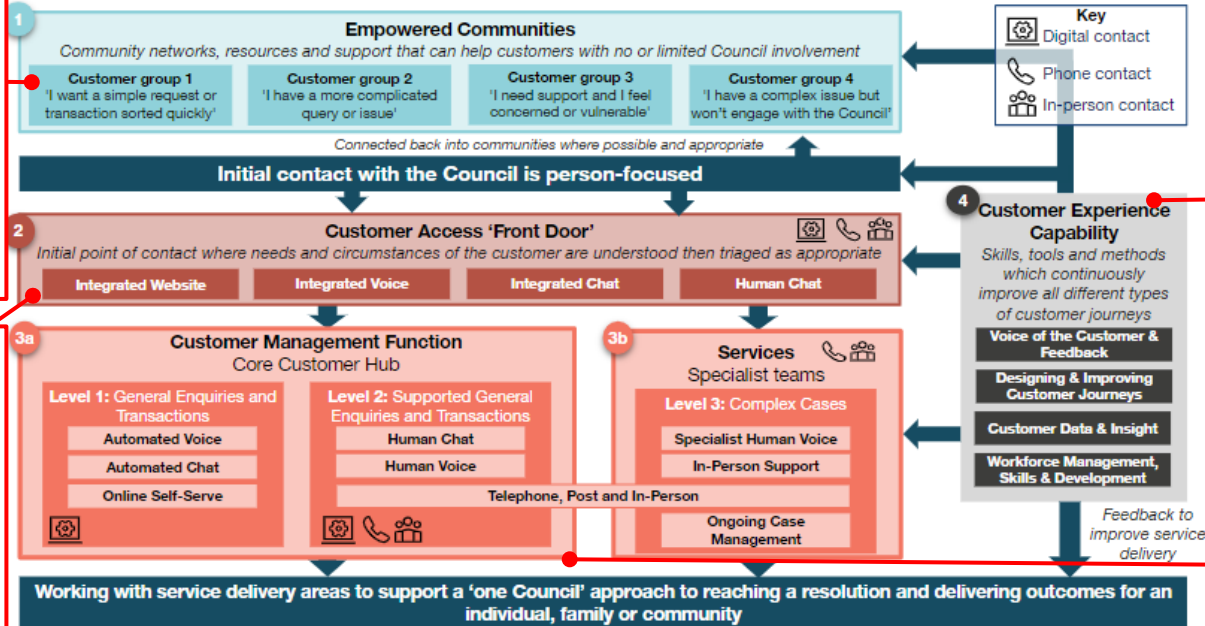 1
Empowered Communities
Community networks, resources and support that can help customers with no or limited Council involvement
Customer group 1
'I want a simple request or
transaction sorted quickly'
Customer group 2
'I have a more complicated
query or issue'
Customer group 3
'I need support and I feel
concerned or vulnerable'
Customer group 4
'I have a complex issue but
won't engage with the Council'
Key
Digital contact
Phone contact
In-person contact
Connected back into communities where possible and appropriate
Initial contact with the Council is person-focused
2
Customer Access 'Front Door'
Initial point of contact where needs and circumstances of the customer are understood then triaged as appropriate
Integrated Website
Integrated Voice
Integrated Chat
Human Chat
3a
Customer Management Function
Core Customer Hub
Level 1: General Enquiries and
Transactions
Automated Voice
Automated Chat
Online Self-Serve
Level 2: Supported General
Enquiries and Transactions
Human Chat
Human Voice
3b
Services
Specialist teams
Level 3: Complex Cases
Specialist Human Voice
In-Person Support
Telephone, Post and In-Person
Ongoing Case
Management
4
Customer Experience
Capability
Skills, tools and methods
which continuously
improve all different types
of customer journeys
Voice of the Customer &
Feedback
Designing & Improving
Customer Journeys
Customer Data & Insight
Workforce Management,
Skills & Development
Feedback to
improve service
delivery
Working with service delivery areas to support a 'one Council' approach to reaching a resolution and delivering outcomes for an
individual, family or community